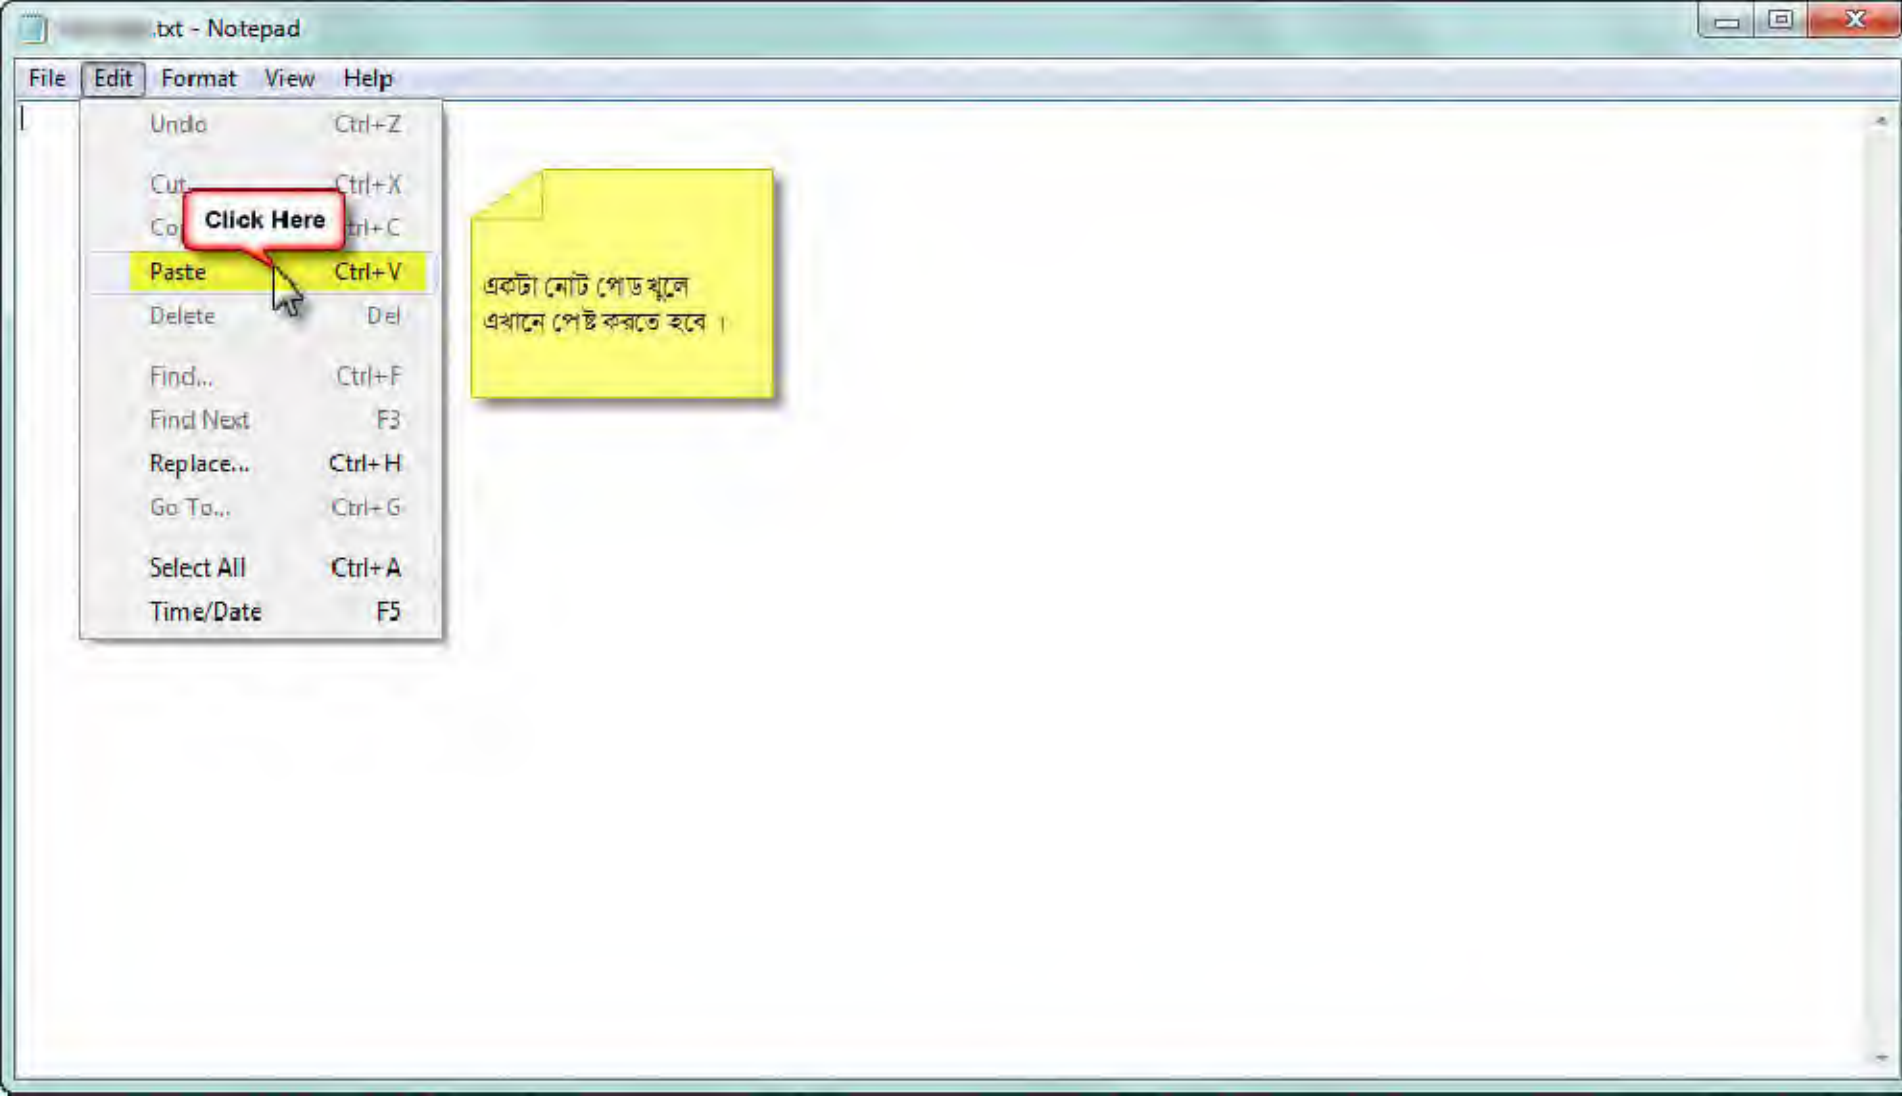 .txt - Notepad
File Edit Format View Help
Undo Ctrl+Z
Cut Ctrl+X
Click Here
Paste Ctrl+V
Delete Del
Find... Ctrl+F
Find Next F3
Replace... Ctrl+H
Go To... Ctrl+G
Select All Ctrl+A
Time/Date F5
একটা নোট পেড খুলে
এখানে পেষ্ট করতে হবে ।